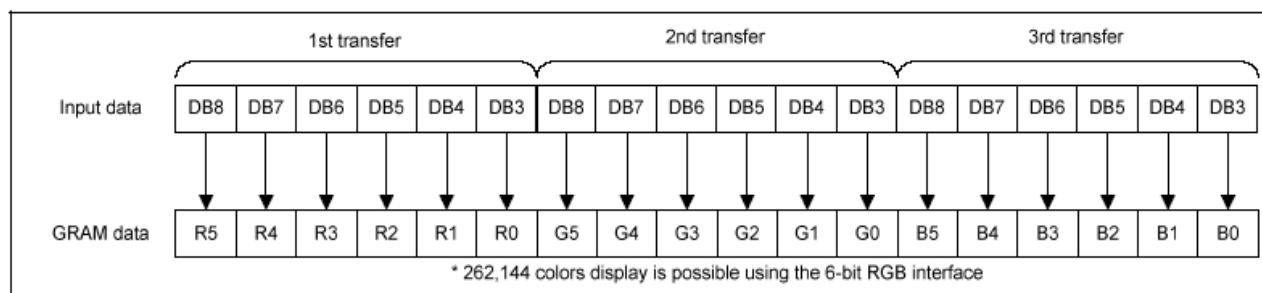 1st transfer 2nd transfer 3rd transfer
Input data DB8 DB7 DB6 DB5 DB4 DB3 DB8 DB7 DB6 DB5 DB4 DB3 DB8 DB7 DB6 DB5 DB4 DB3
GRAM data R5 R4 R3 R2 R1 R0 G5 G4 G3 G2 G1 G0 B5 B4 B3 B2 B1 B0
* 262,144 colors display is possible using the 6-bit RGB interface